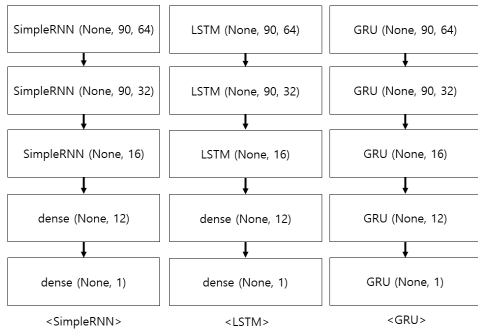 SimpleRNN (None, 90, 64)
LSTM (None, 90, 64)
GRU (None, 90, 64)
SimpleRNN (None, 90, 32)
LSTM (None, 90, 32)
GRU (None, 90, 32)
SimpleRNN (None, 16)
LSTM (None, 16)
GRU (None, 16)
dense (None, 12)
dense (None, 12)
GRU (None, 12)
dense (None, 1)
dense (None, 1)
GRU (None, 1)
<SimpleRNN>
<LSTM>
<GRU>